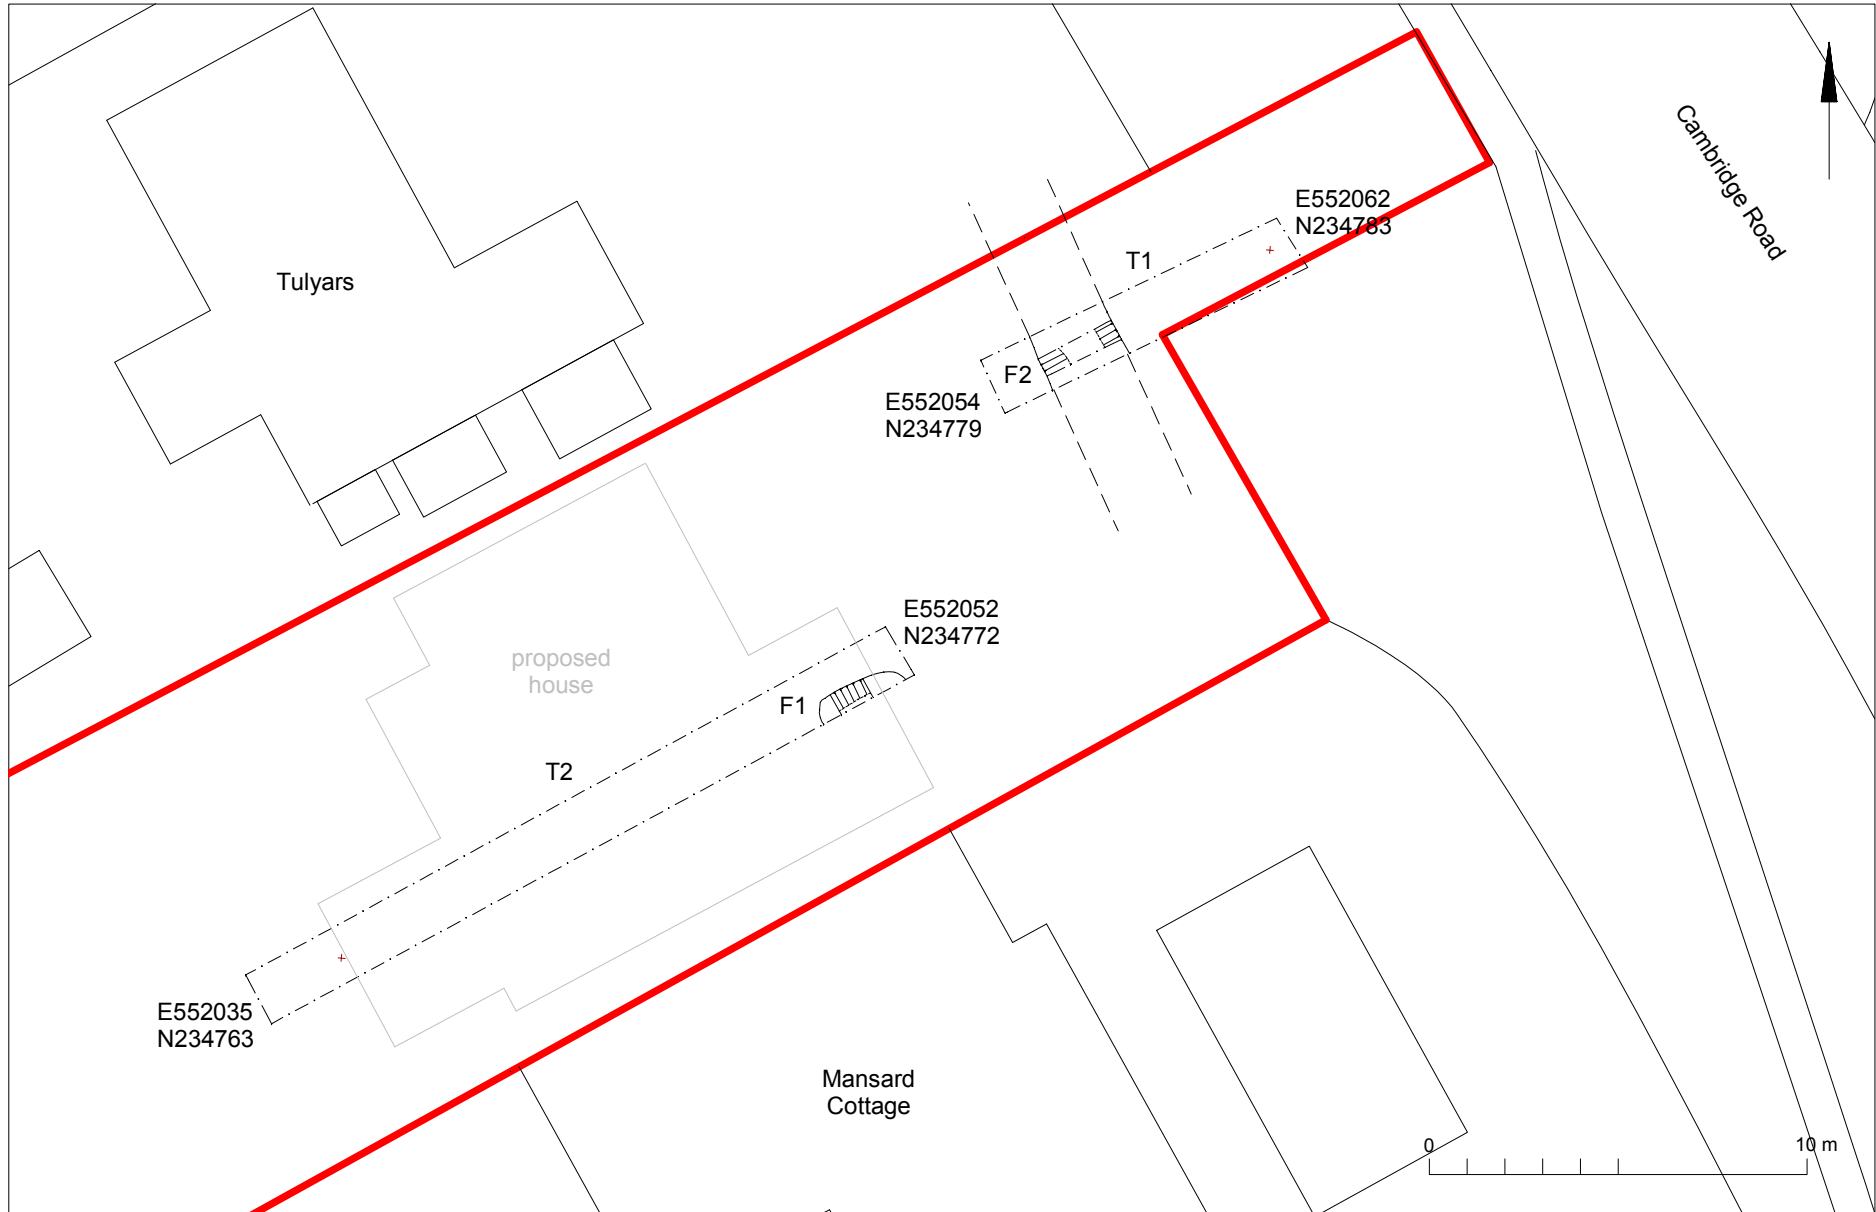 Cambridge Road
E552062
N234783
T1
Tulyars
F2
E552054
N234779
E552052
N234772
proposed
house
F1
T2
E552035
N234763
Mansard
Cottage
0
10 m